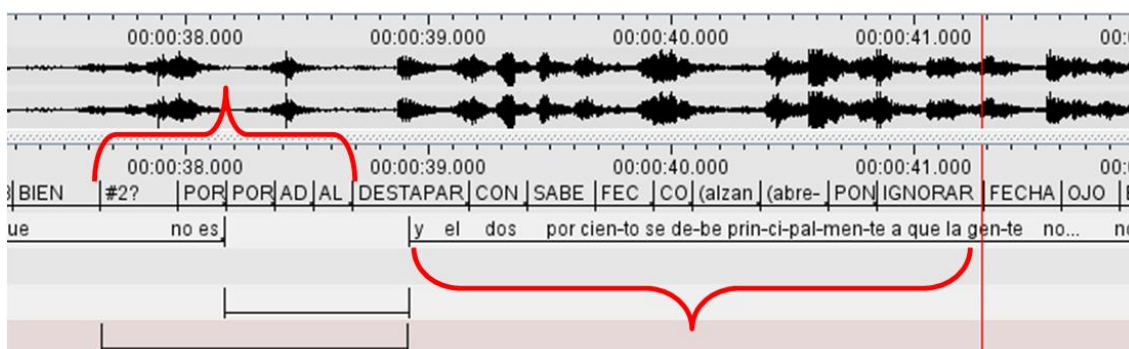 00:00:38.000 00:00:39.000 00:00:40.000 00:00:41.000 00:
00:00:38.000 00:00:39.000 00:00:40.000 00:00:41.000 00:
BIEN #2? POR POR AD AL DESTAPAR CON SABE FEC CO (alzan (abre- PON IGNORAR FECHA OJO
ue no es y el dos por cien-to se de-be prin-ci-pal-men-te a que la gen-te no... no